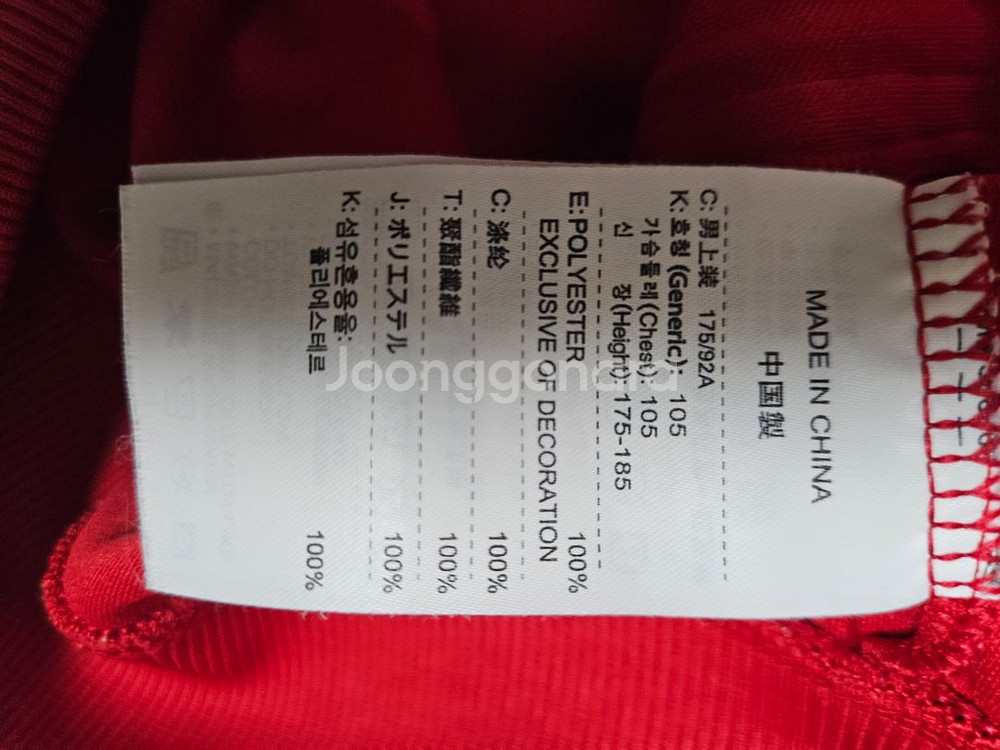 MADE IN CHINA
中国製
C: 男上装 175/92A
K: 호칭 (Generic): 105
가슴둘레(Chest): 105
신 장(Height): 175-185
E: POLYESTER 100%
EXCLUSIVE OF DECORATION
C: 涤纶 100%
T: 聚酯纖維 100%
J: ポリエステル 100%
K: 섬유혼용율:
폴리에스테르 100%
Joonggonara